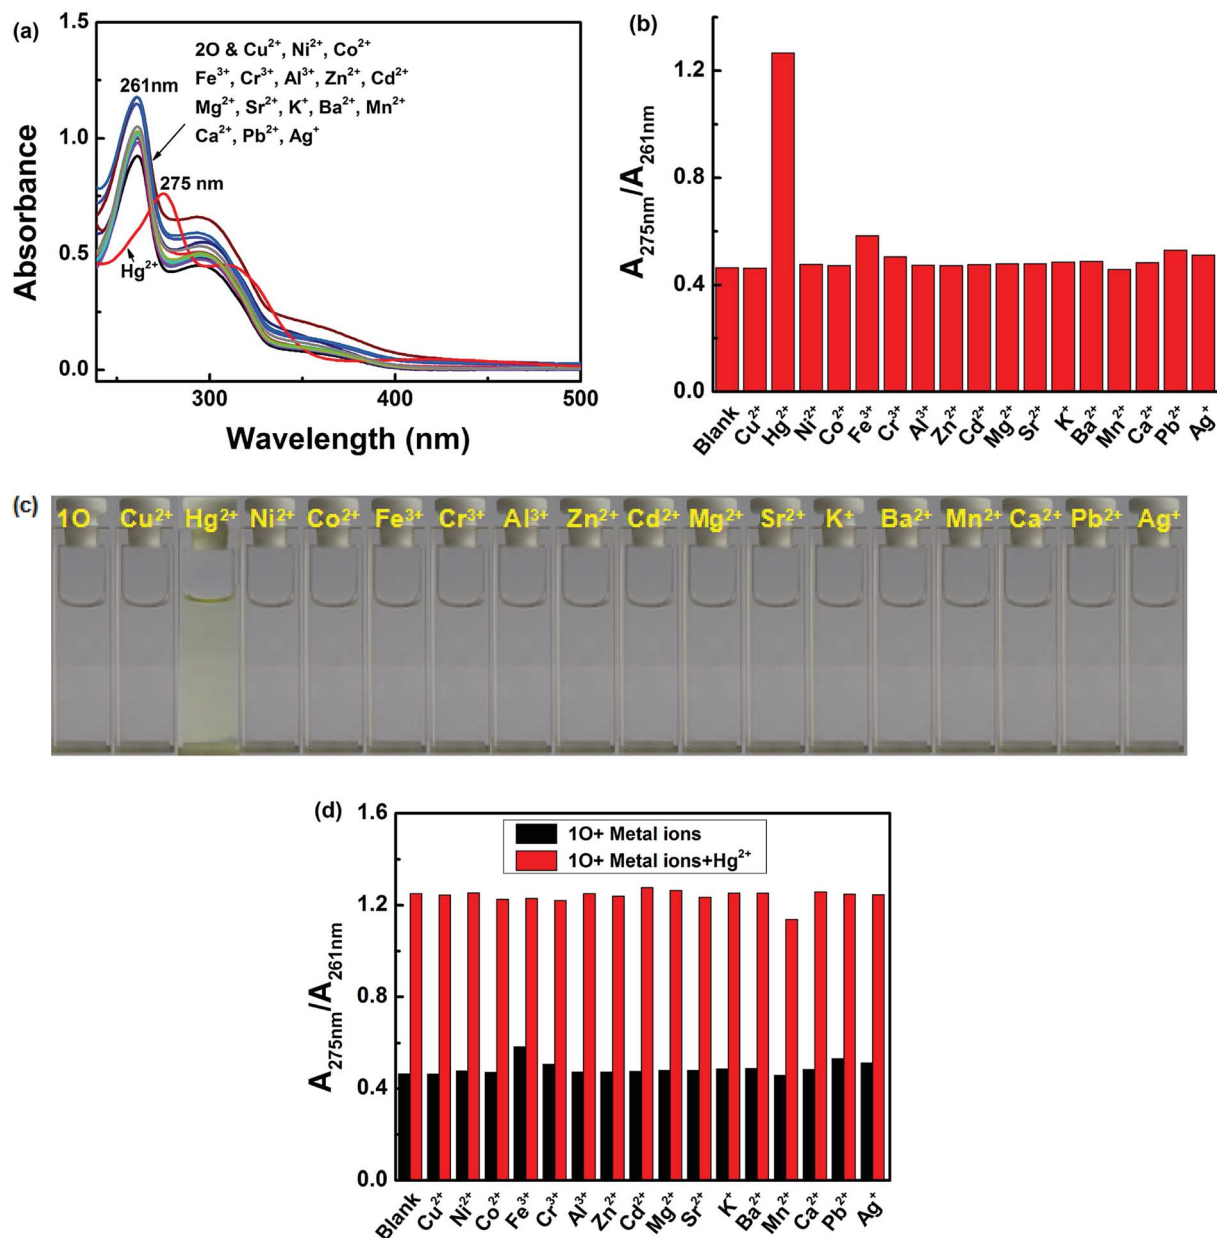 (a)
1.5
1.0
0.5
0.0
Absorbance
300
400
500
Wavelength (nm)
2O & Cu²⁺, Ni²⁺, Co²⁺
Fe³⁺, Cr³⁺, Al³⁺, Zn²⁺, Cd²⁺
Mg²⁺, Sr²⁺, K⁺, Ba²⁺, Mn²⁺
Ca²⁺, Pb²⁺, Ag⁺
261nm
275 nm
Hg²⁺
(b)
1.2
0.8
0.4
0.0
A275nm/A261nm
Blank
Cu²⁺
Hg²⁺
Ni²⁺
Co²⁺
Fe³⁺
Cr³⁺
Al³⁺
Zn²⁺
Cd²⁺
Mg²⁺
Sr²⁺
K⁺
Ba²⁺
Mn²⁺
Ca²⁺
Pb²⁺
Ag⁺
(c)
1O Cu²⁺ Hg²⁺ Ni²⁺ Co²⁺ Fe³⁺ Cr³⁺ Al³⁺ Zn²⁺ Cd²⁺ Mg²⁺ Sr²⁺ K⁺ Ba²⁺ Mn²⁺ Ca²⁺ Pb²⁺ Ag⁺
(d)
1.6
1.2
0.8
0.4
0.0
A275nm/A261nm
1O+ Metal ions
1O+ Metal ions+Hg²⁺
Blank
Cu²⁺
Ni²⁺
Co²⁺
Fe³⁺
Cr³⁺
Al³⁺
Zn²⁺
Cd²⁺
Mg²⁺
Sr²⁺
K⁺
Ba²⁺
Mn²⁺
Ca²⁺
Pb²⁺
Ag⁺